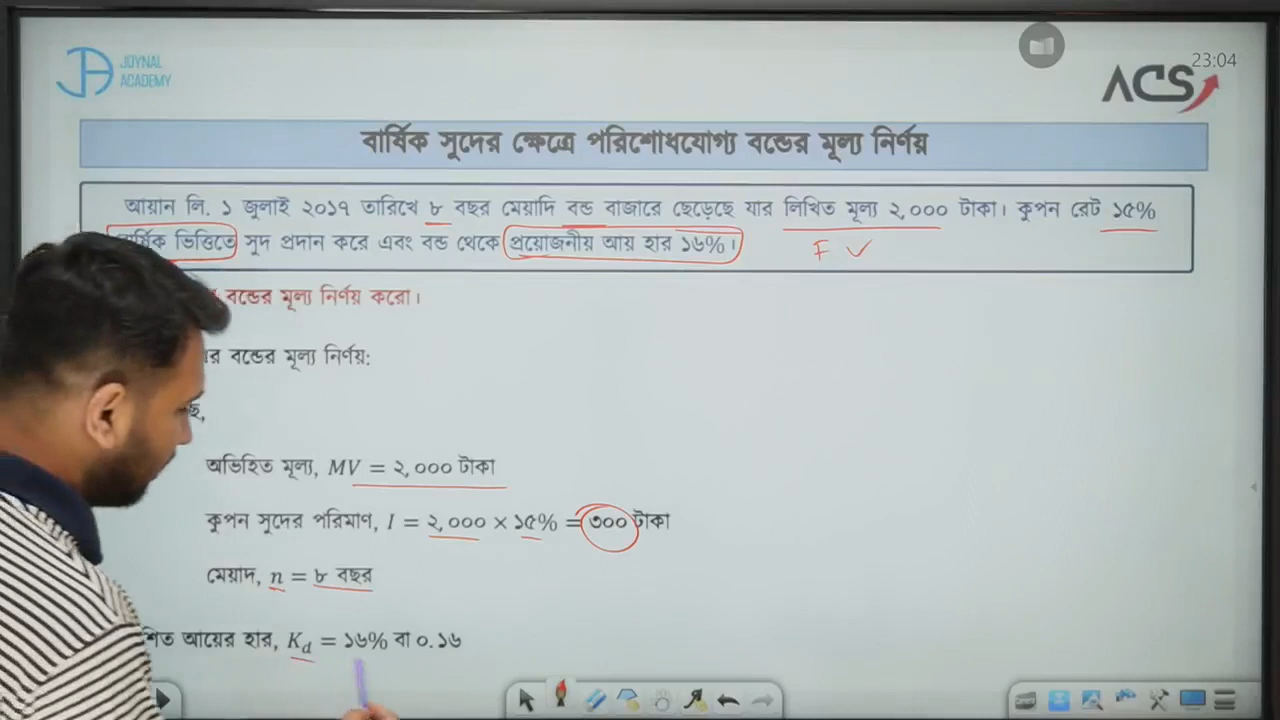 JOYNAL
ACADEMY
23:04
ACS
বার্ষিক সুদের ক্ষেত্রে পরিশোধযোগ্য বন্ডের মূল্য নির্ণয়
আয়ান লি. ১ জুলাই ২০১৭ তারিখে ৮ বছর মেয়াদি বন্ড বাজারে ছেড়েছে যার লিখিত মূল্য ২,০০০ টাকা। কুপন রেট ১৫%
বার্ষিক ভিত্তিতে সুদ প্রদান করে এবং বন্ড থেকে প্রয়োজনীয় আয় হার ১৬%।
F V
বন্ডের মূল্য নির্ণয় করো।
বন্ডের মূল্য নির্ণয়:
অভিহিত মূল্য, MV = ২,০০০ টাকা
কুপন সুদের পরিমাণ, I = ২,০০০ × ১৫% = ৩০০ টাকা
মেয়াদ, n = ৮ বছর
আয়ের হার, K_d = ১৬% বা ০.১৬